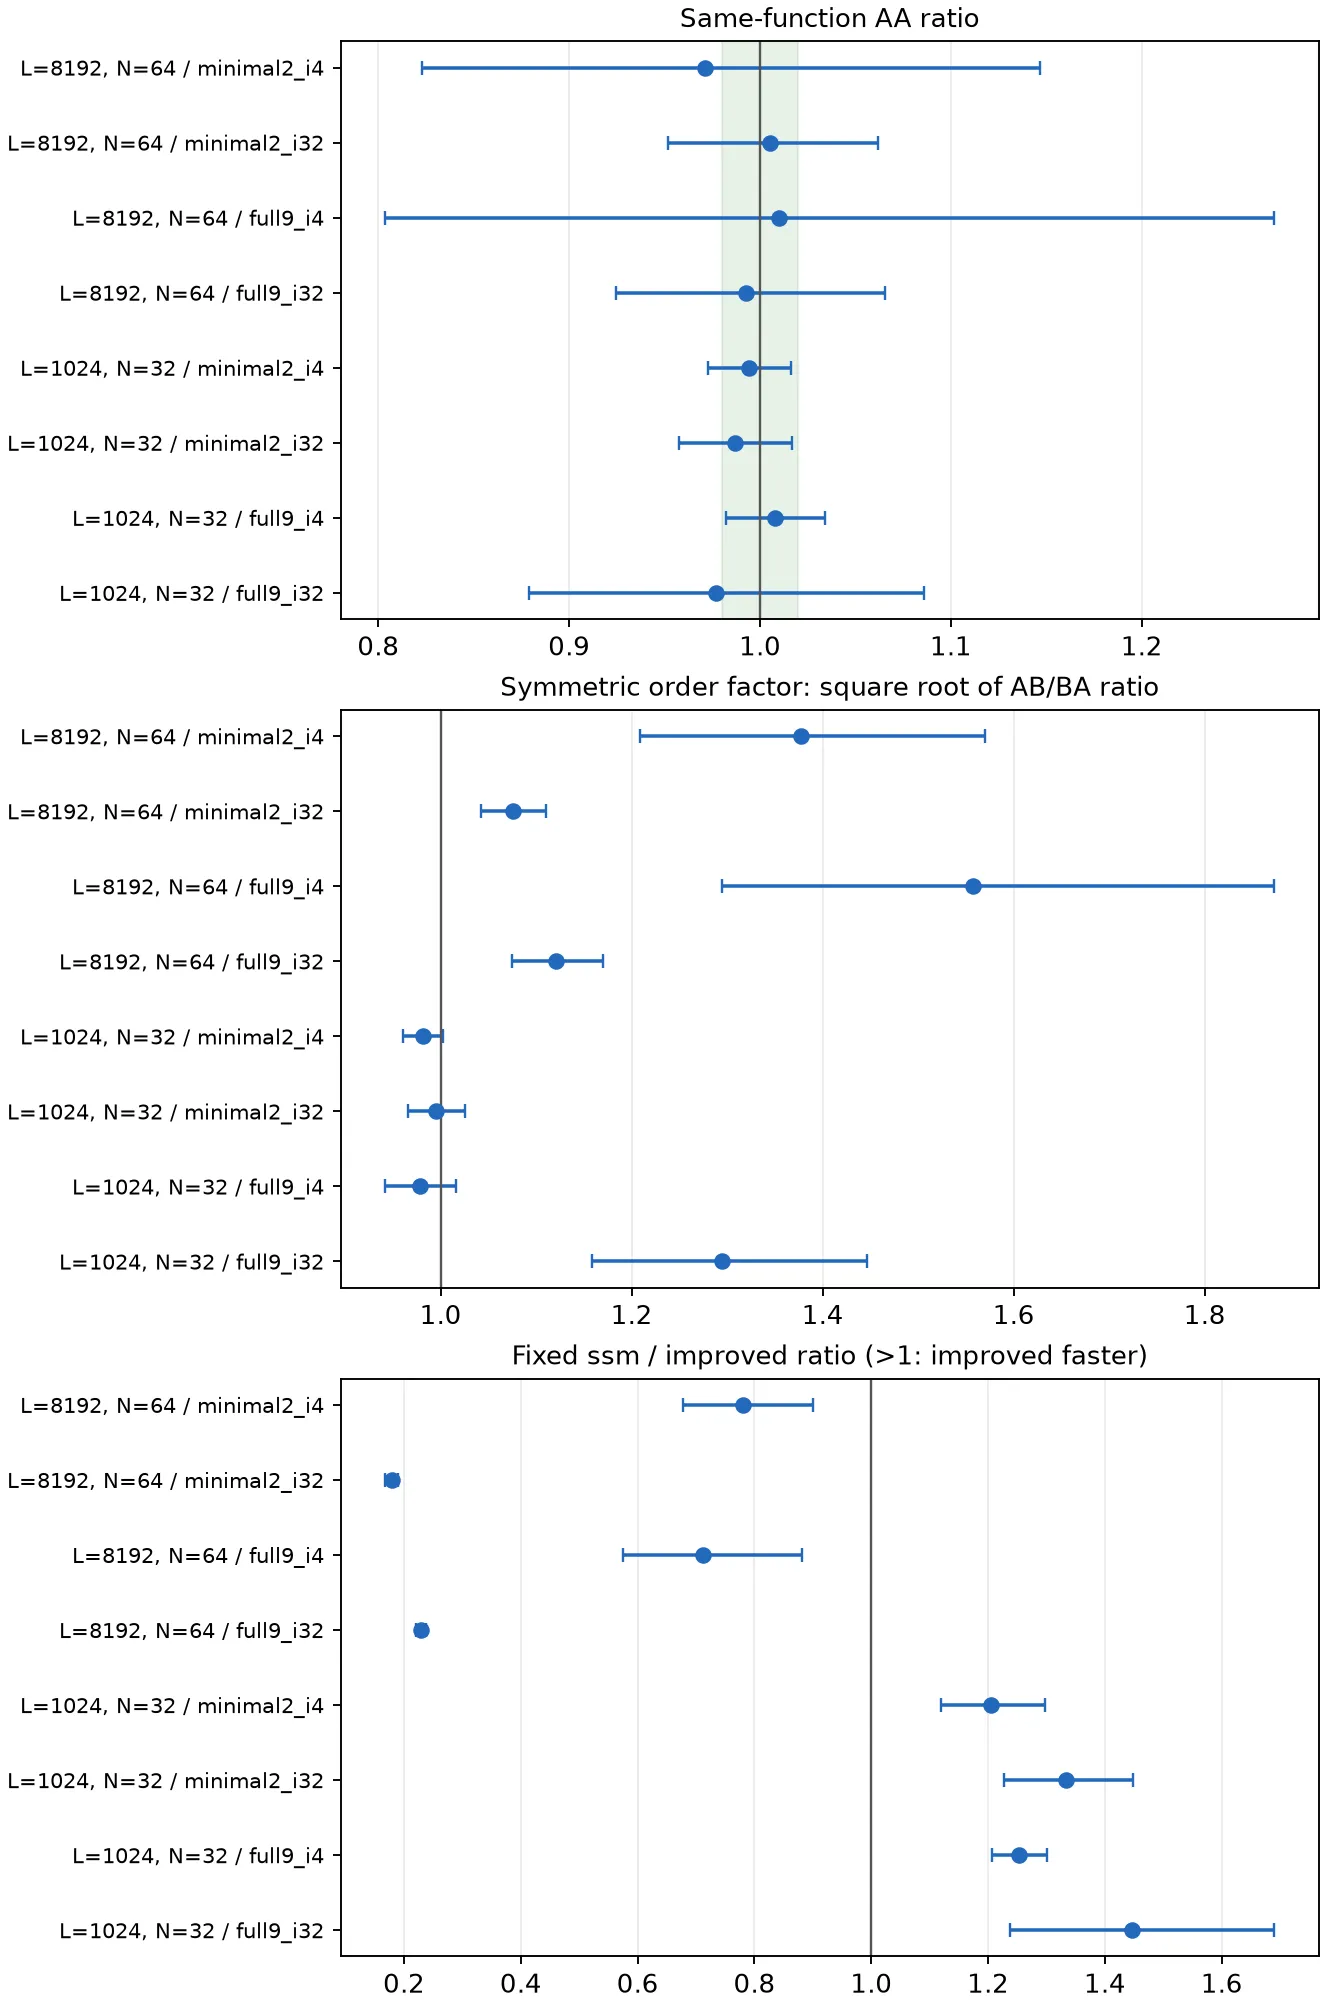 Same-function AA ratio
L=8192, N=64 / minimal2_i4
L=8192, N=64 / minimal2_i32
L=8192, N=64 / full9_i4
L=8192, N=64 / full9_i32
L=1024, N=32 / minimal2_i4
L=1024, N=32 / minimal2_i32
L=1024, N=32 / full9_i4
L=1024, N=32 / full9_i32
0.8 0.9 1.0 1.1 1.2
Symmetric order factor: square root of AB/BA ratio
L=8192, N=64 / minimal2_i4
L=8192, N=64 / minimal2_i32
L=8192, N=64 / full9_i4
L=8192, N=64 / full9_i32
L=1024, N=32 / minimal2_i4
L=1024, N=32 / minimal2_i32
L=1024, N=32 / full9_i4
L=1024, N=32 / full9_i32
1.0 1.2 1.4 1.6 1.8
Fixed ssm / improved ratio (>1: improved faster)
L=8192, N=64 / minimal2_i4
L=8192, N=64 / minimal2_i32
L=8192, N=64 / full9_i4
L=8192, N=64 / full9_i32
L=1024, N=32 / minimal2_i4
L=1024, N=32 / minimal2_i32
L=1024, N=32 / full9_i4
L=1024, N=32 / full9_i32
0.2 0.4 0.6 0.8 1.0 1.2 1.4 1.6